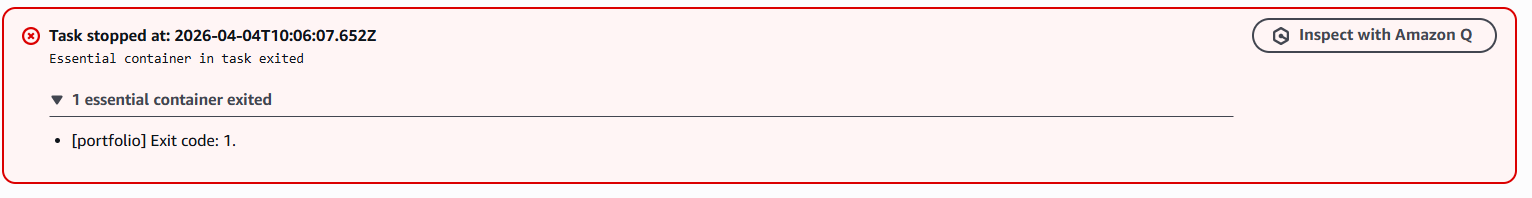 Task stopped at: 2026-04-04T10:06:07.652Z
Inspect with Amazon Q
Essential container in task exited
1 essential container exited
[portfolio] Exit code: 1.